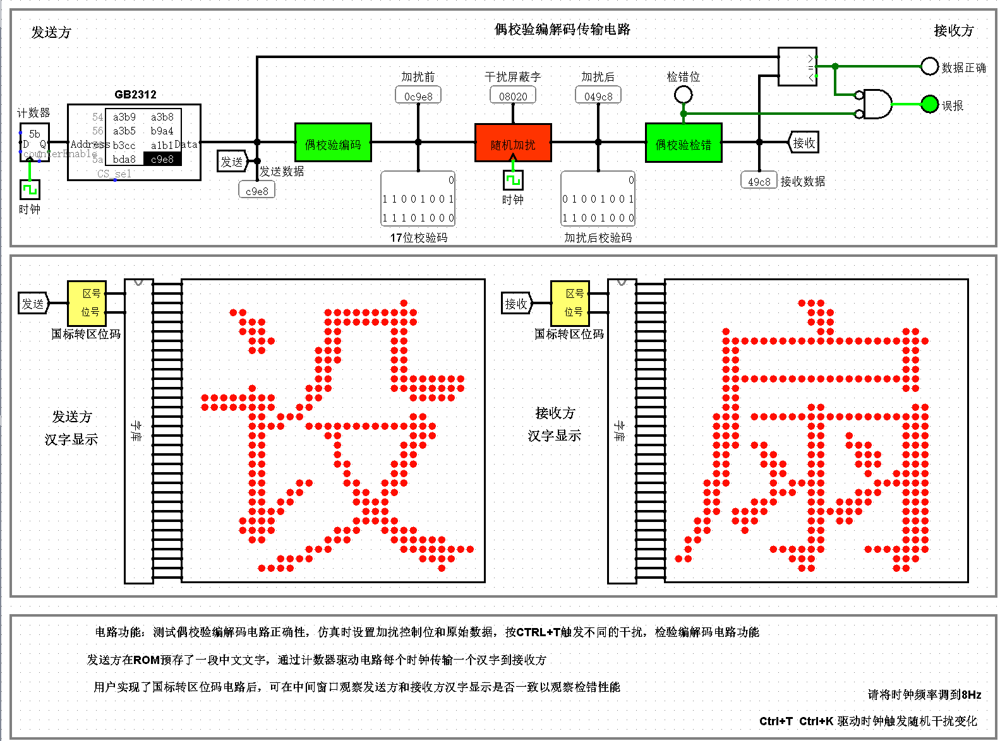 发送方
偶校验编解码传输电路
接收方
加扰前
干扰屏蔽字
加扰后
检错位
数据正确
误报
GB2312
计数器
0c9e8
08020
049c8
>
=
<
54 a3b9 a3b8
56 a3b5 b9a4
b3cc a1b1
5a bda8 c9e8
5b
D Q
counterEnable
Address
Data
CS_sel
偶校验编码
随机加扰
偶校验检错
发送
接收
发送数据
c9e8
时钟
时钟
0
1 1 0 0 1 0 0 1
1 1 1 0 1 0 0 0
17位校验码
0
0 1 0 0 1 0 0 1
1 1 0 0 1 0 0 0
加扰后校验码
49c8
接收数据
发送
区号
位号
国标转区位码
字库
发送方
汉字显示
设
接收
区号
位号
国标转区位码
字库
接收方
汉字显示
电路功能：测试偶校验编解码电路正确性，仿真时设置加扰控制位和原始数据，按CTRL+T触发不同的干扰，检验编解码电路功能
发送方在ROM预存了一段中文文字，通过计数器驱动电路每个时钟传输一个汉字到接收方
用户实现了国标转区位码电路后，可在中间窗口观察发送方和接收方汉字显示是否一致以观察检错性能
请将时钟频率调到8Hz
Ctrl+T Ctrl+K 驱动时钟触发随机干扰变化